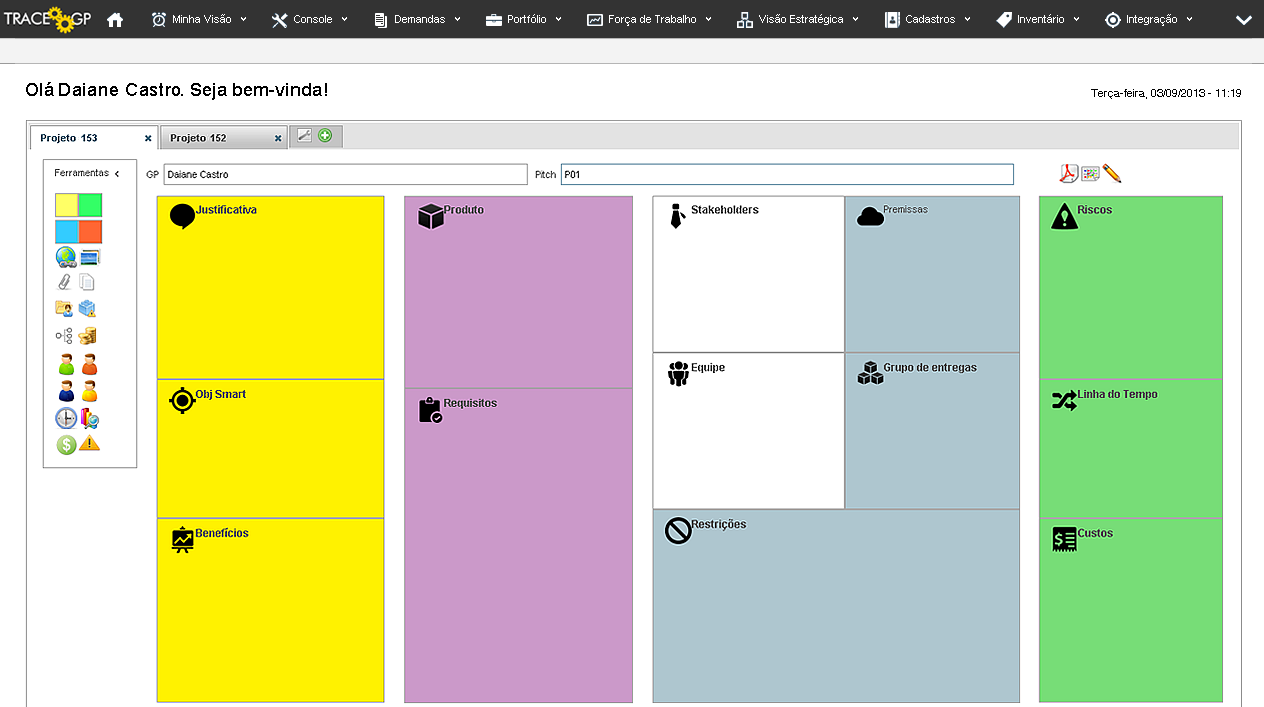 TRACE GP Minha Visão Console Demandas Portfólio Força de Trabalho Visão Estratégica Cadastros Inventário Integração
Olá Daiane Castro. Seja bem-vinda!
Terça-feira, 03/09/2013 - 11:19
Projeto 153 Projeto 152
Ferramentas
GP Daiane Castro Pitch P01
Justificativa
Obj Smart
Benefícios
Produto
Requisitos
Stakeholders
Premissas
Equipe
Grupo de entregas
Restrições
Riscos
Linha do Tempo
Custos